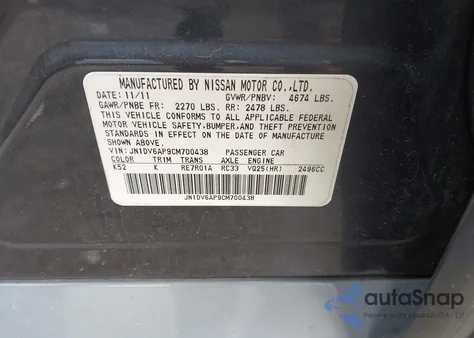 MANUFACTURED BY NISSAN MOTOR CO.,LTD.
DATE: 11/11 GVWR/PNBV: 4674 LBS.
GAWR/PNBE FR: 2270 LBS. RR: 2478 LBS.
THIS VEHICLE CONFORMS TO ALL APPLICABLE FEDERAL
MOTOR VEHICLE SAFETY,BUMPER,AND THEFT PREVENTION
STANDARDS IN EFFECT ON THE DATE OF MANUFACTURE
SHOWN ABOVE.
VIN: JN1DV6AP9CM700438 PASSENGER CAR
COLOR TRIM TRANS AXLE ENGINE
K52 K RE7R01A RC33 VQ25(HR) 2496CC
JN1DV6AP9CM700438
autaSnap